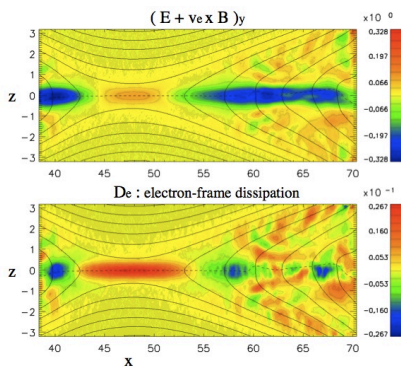 ( E + ve x B )y
x10 0
3
2
1
z 0
-1
-2
-3
0.328
0.197
0.066
-0.066
-0.197
-0.328
40 45 50 55 60 65 70
De : electron-frame dissipation
x10 -1
3
2
1
z 0
-1
-2
-3
0.267
0.160
0.053
-0.053
-0.160
-0.267
40 45 50 55 60 65 70
x